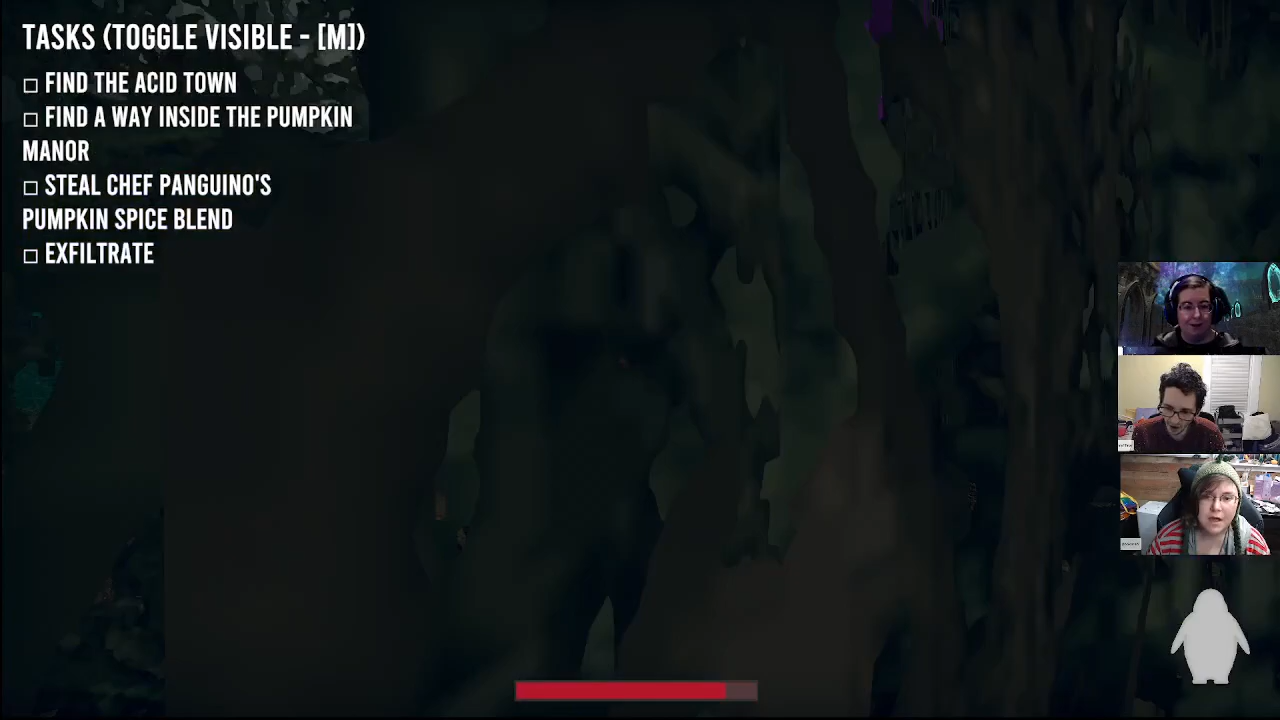 TASKS (TOGGLE VISIBLE - [M])
□ FIND THE ACID TOWN
□ FIND A WAY INSIDE THE PUMPKIN
MANOR
□ STEAL CHEF PANGUINO'S
PUMPKIN SPICE BLEND
□ EXFILTRATE